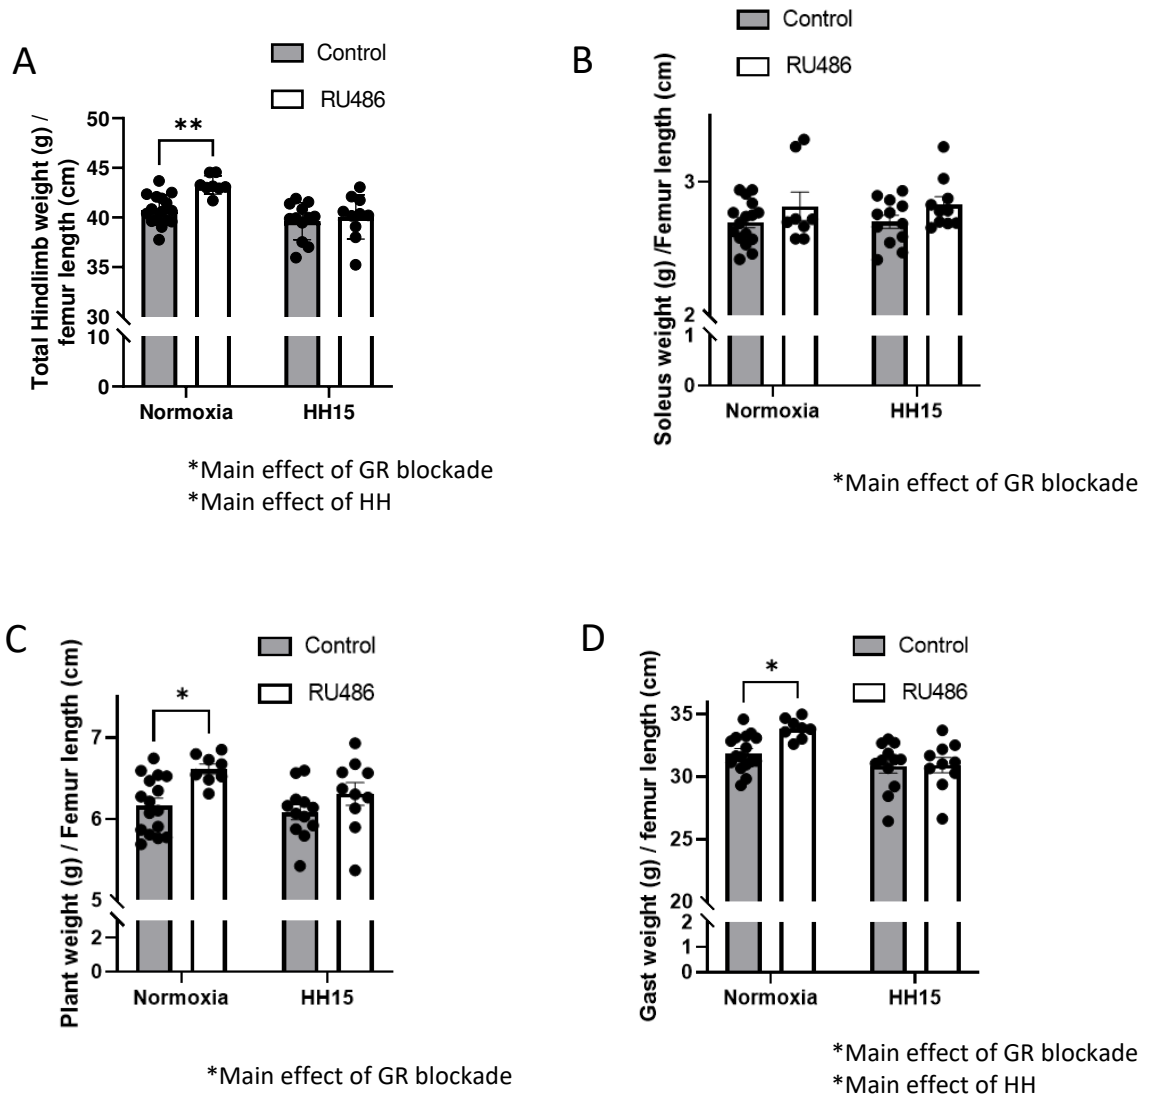 A
Control
RU486
Total Hindlimb weight (g) /
femur length (cm)
50
45
40
35
30
10
0
**
Normoxia
HH15
*Main effect of GR blockade
*Main effect of HH
B
Control
RU486
Soleus weight (g) /Femur length (cm)
3
2
1
0
Normoxia
HH15
*Main effect of GR blockade
C
Control
RU486
Plant weight (g) / Femur length (cm)
7
6
5
2
0
*
Normoxia
HH15
*Main effect of GR blockade
D
Control
RU486
Gast weight (g) / femur length (cm)
35
30
25
20
2
1
0
*
Normoxia
HH15
*Main effect of GR blockade
*Main effect of HH